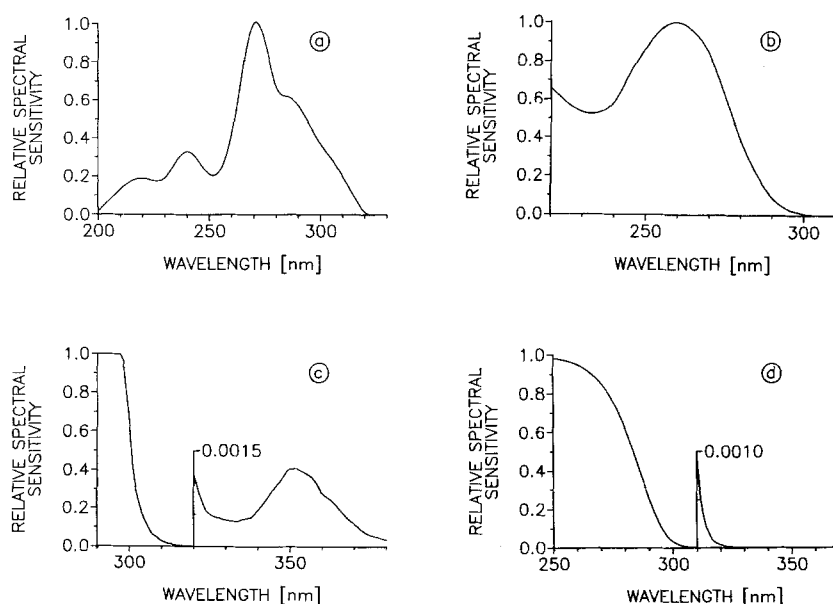 1.0
0.8
0.6
0.4
0.2
0.0
RELATIVE SPECTRAL
SENSITIVITY
a
200
250
300
WAVELENGTH [nm]
1.0
0.8
0.6
0.4
0.2
0.0
RELATIVE SPECTRAL
SENSITIVITY
b
250
300
WAVELENGTH [nm]
1.0
0.8
0.6
0.4
0.2
0.0
RELATIVE SPECTRAL
SENSITIVITY
c
0.0015
300
350
WAVELENGTH [nm]
1.0
0.8
0.6
0.4
0.2
0.0
RELATIVE SPECTRAL
SENSITIVITY
d
0.0010
250
300
350
WAVELENGTH [nm]